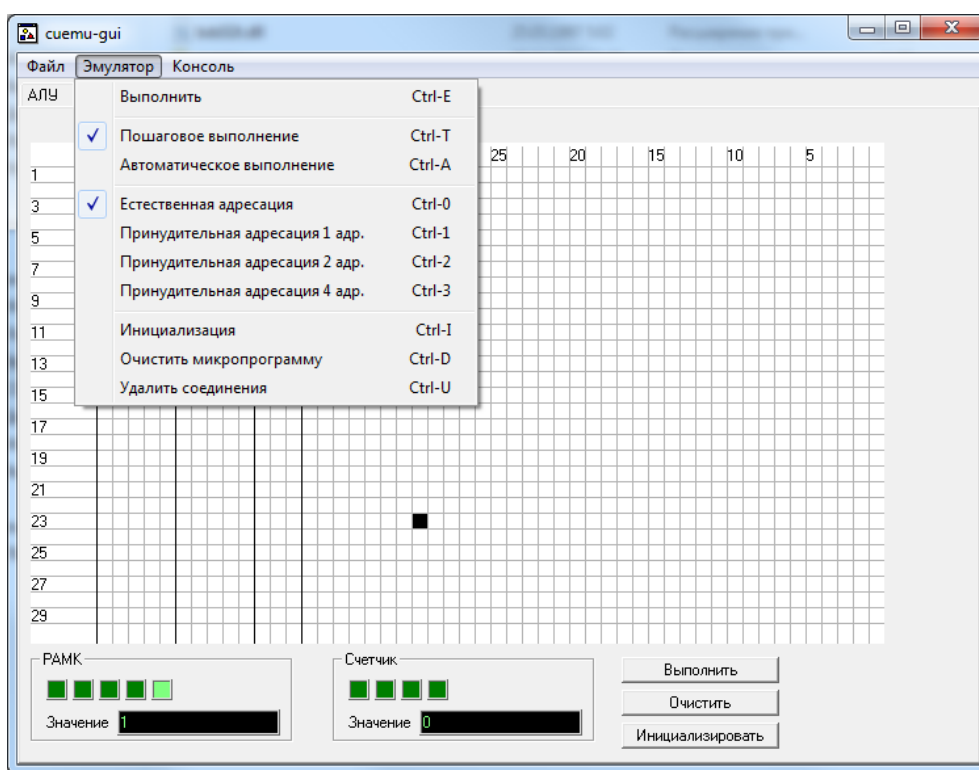 cuemu-gui
Файл Эмулятор Консоль
АЛУ
Выполнить Ctrl-E
Пошаговое выполнение Ctrl-T
Автоматическое выполнение Ctrl-A
Естественная адресация Ctrl-0
Принудительная адресация 1 адр. Ctrl-1
Принудительная адресация 2 адр. Ctrl-2
Принудительная адресация 4 адр. Ctrl-3
Инициализация Ctrl-I
Очистить микропрограмму Ctrl-D
Удалить соединения Ctrl-U
25 20 15 10 5
1
3
5
7
9
11
13
15
17
19
21
23
25
27
29
РАМК
Значение 1
Счетчик
Значение 0
Выполнить
Очистить
Инициализировать